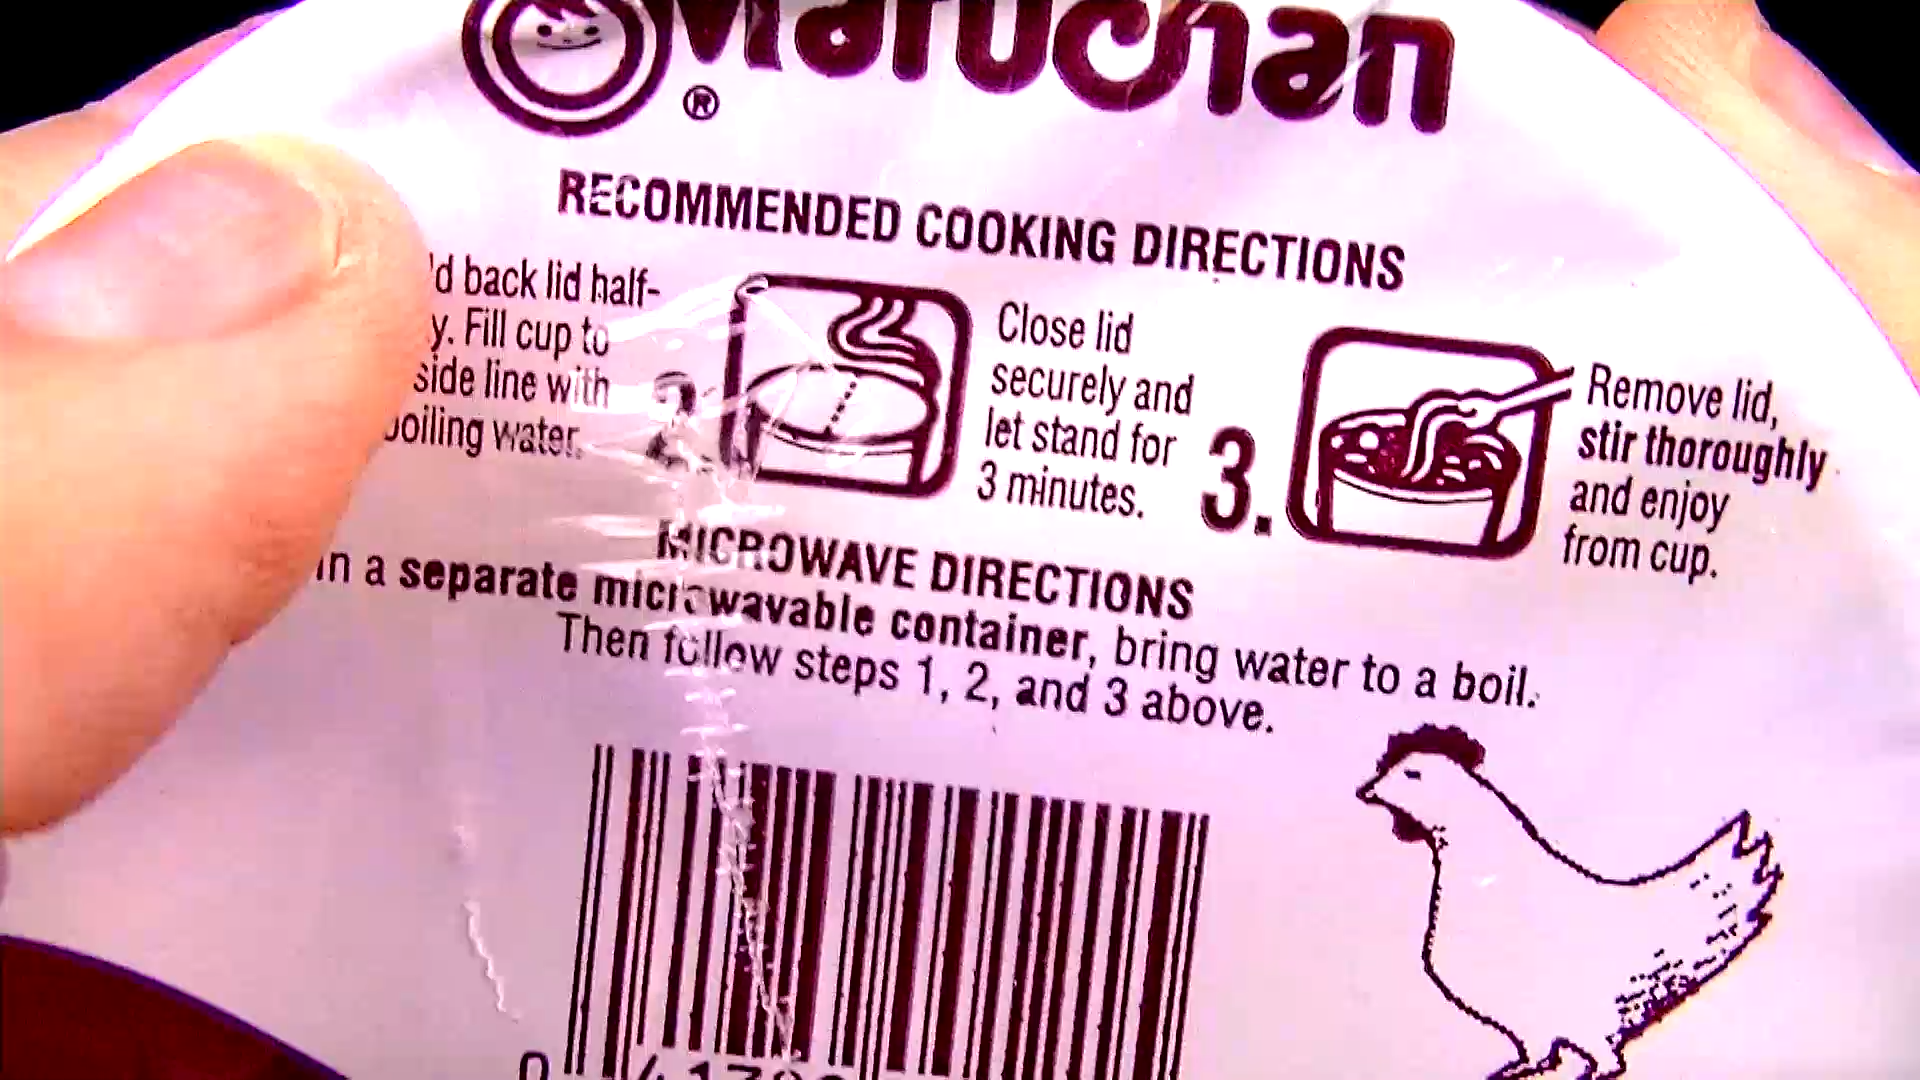 Maruchan
®
RECOMMENDED COOKING DIRECTIONS
'd back lid half-
y. Fill cup to
side line with
boiling water.
2.
Close lid
securely and
let stand for
3 minutes.
3.
Remove lid,
stir thoroughly
and enjoy
from cup.
MICROWAVE DIRECTIONS
In a separate microwavable container, bring water to a boil.
Then follow steps 1, 2, and 3 above.
0